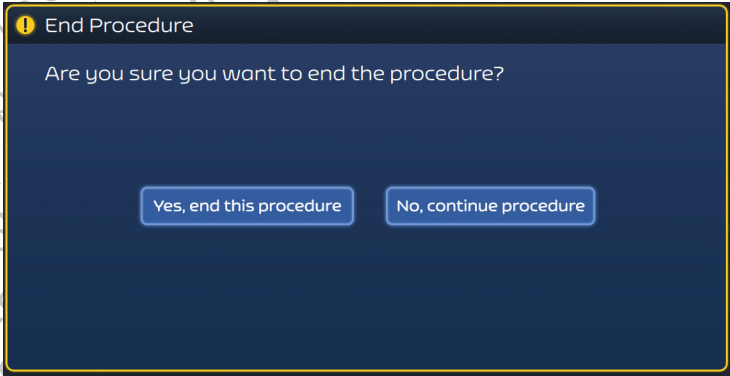 End Procedure
Are you sure you want to end the procedure?
Yes, end this procedure
No, continue procedure